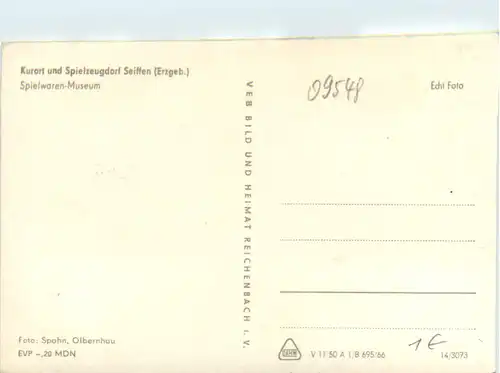 Kurort und Spielzeugdorf Seiffen (Erzgeb.)
Spielwaren-Museum
09548
Echt Foto
VEB BILD UND HEIMAT REICHENBACH i. V.
Foto: Spohn, Olbernhau
EVP –,20 MDN
V 11 50 A 1/B 695/66
1€
14/3073